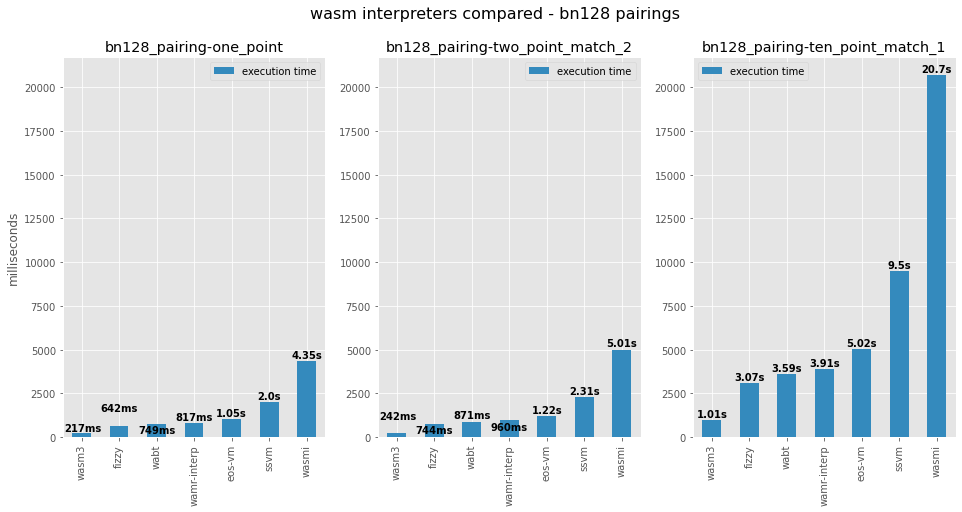 wasm interpreters compared - bn128 pairings
bn128_pairing-one_point
execution time
milliseconds
20000
17500
15000
12500
10000
7500
5000
2500
0
217ms
642ms
749ms
817ms
1.05s
2.0s
4.35s
wasm3
fizzy
wabt
wamr-interp
eos-vm
ssvm
wasmi
bn128_pairing-two_point_match_2
execution time
20000
17500
15000
12500
10000
7500
5000
2500
0
242ms
744ms
871ms
960ms
1.22s
2.31s
5.01s
wasm3
fizzy
wabt
wamr-interp
eos-vm
ssvm
wasmi
bn128_pairing-ten_point_match_1
execution time
20000
17500
15000
12500
10000
7500
5000
2500
0
1.01s
3.07s
3.59s
3.91s
5.02s
9.5s
20.7s
wasm3
fizzy
wabt
wamr-interp
eos-vm
ssvm
wasmi